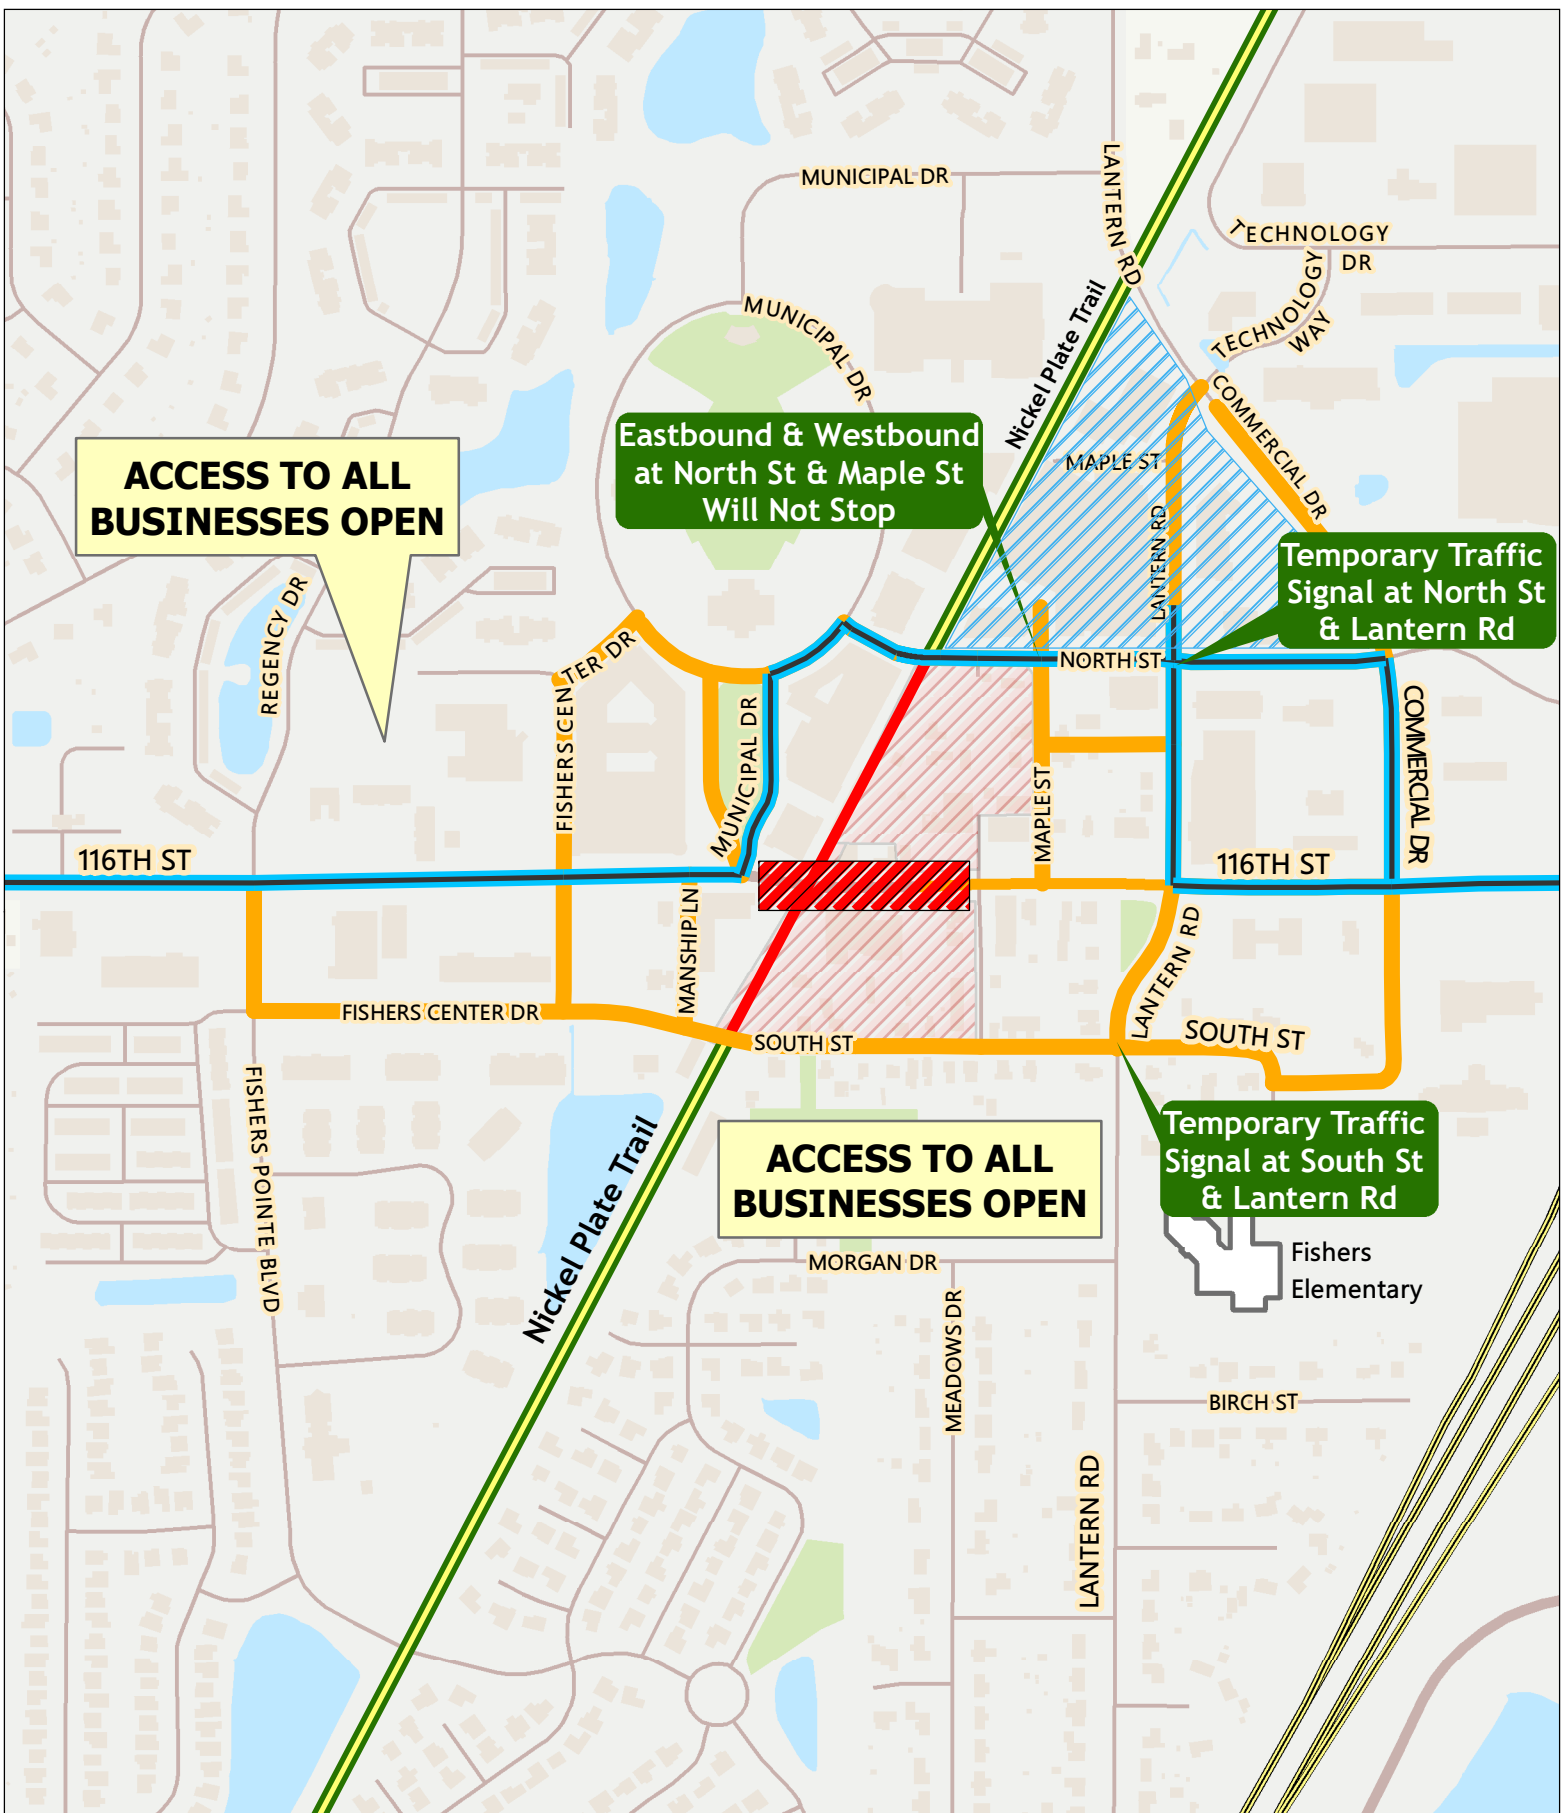 MUNICIPAL DR
LANTERN RD
TECHNOLOGY
DR
TECHNOLOGY
WAY
Nickel Plate Trail
MUNICIPAL DR
COMMERCIAL DR
Eastbound & Westbound
at North St & Maple St
Will Not Stop
MAPLE ST
ACCESS TO ALL
BUSINESSES OPEN
LANTERN RD
Temporary Traffic
Signal at North St
& Lantern Rd
REGENCY DR
FISHERS CENTER DR
NORTH ST
MUNICIPAL DR
COMMERCIAL DR
MAPLE ST
116TH ST
116TH ST
MANSHIP LN
LANTERN RD
FISHERS CENTER DR
SOUTH ST
SOUTH ST
FISHERS POINTE BLVD
Nickel Plate Trail
ACCESS TO ALL
BUSINESSES OPEN
Temporary Traffic
Signal at South St
& Lantern Rd
Fishers
Elementary
MORGAN DR
MEADOWS DR
BIRCH ST
LANTERN RD